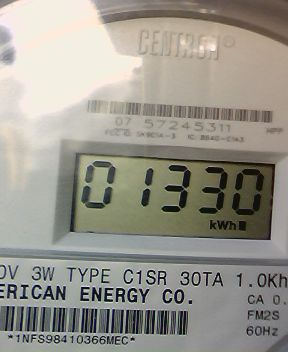 CENTRON®
07 57245311
HPP
01330
kWh
0V 3W TYPE C1SR 30TA 1.0Kh
ERICAN ENERGY CO.
CA 0.
FM2S
60Hz
*1NFS98410366MEC*